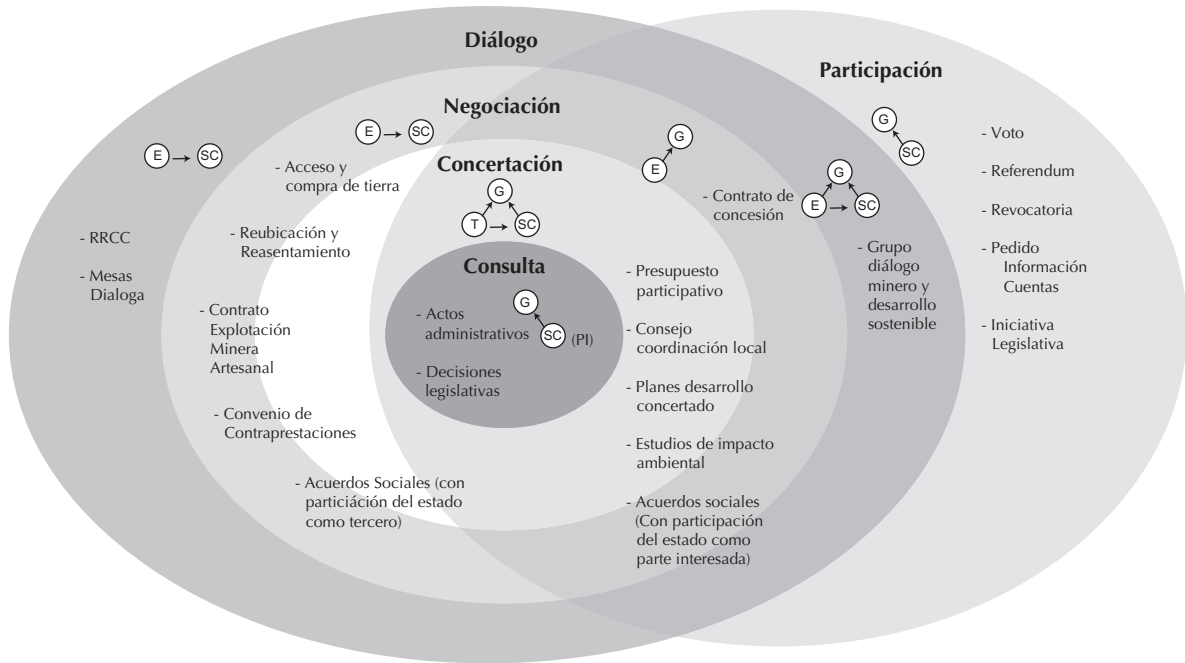 Diálogo
Participación
Negociación
Concertación
Consulta
E → SC
- RRCC
- Mesas
Dialoga
E → SC
- Acceso y
compra de tierra
- Reubicación y
Reasentamiento
- Contrato
Explotación
Minera
Artesanal
- Convenio de
Contraprestaciones
- Acuerdos Sociales (con
particiáción del estado
como tercero)
G
T → SC
- Actos
administrativos
- Decisiones
legislativas
G
SC (PI)
G
E
- Contrato de
concesión
- Presupuesto
participativo
- Consejo
coordinación local
- Planes desarrollo
concertado
- Estudios de impacto
ambiental
- Acuerdos sociales
(Con participación
del estado como
parte interesada)
G
E → SC
- Grupo
diálogo
minero y
desarrollo
sostenible
G
SC
- Voto
- Referendum
- Revocatoria
- Pedido
Información
Cuentas
- Iniciativa
Legislativa